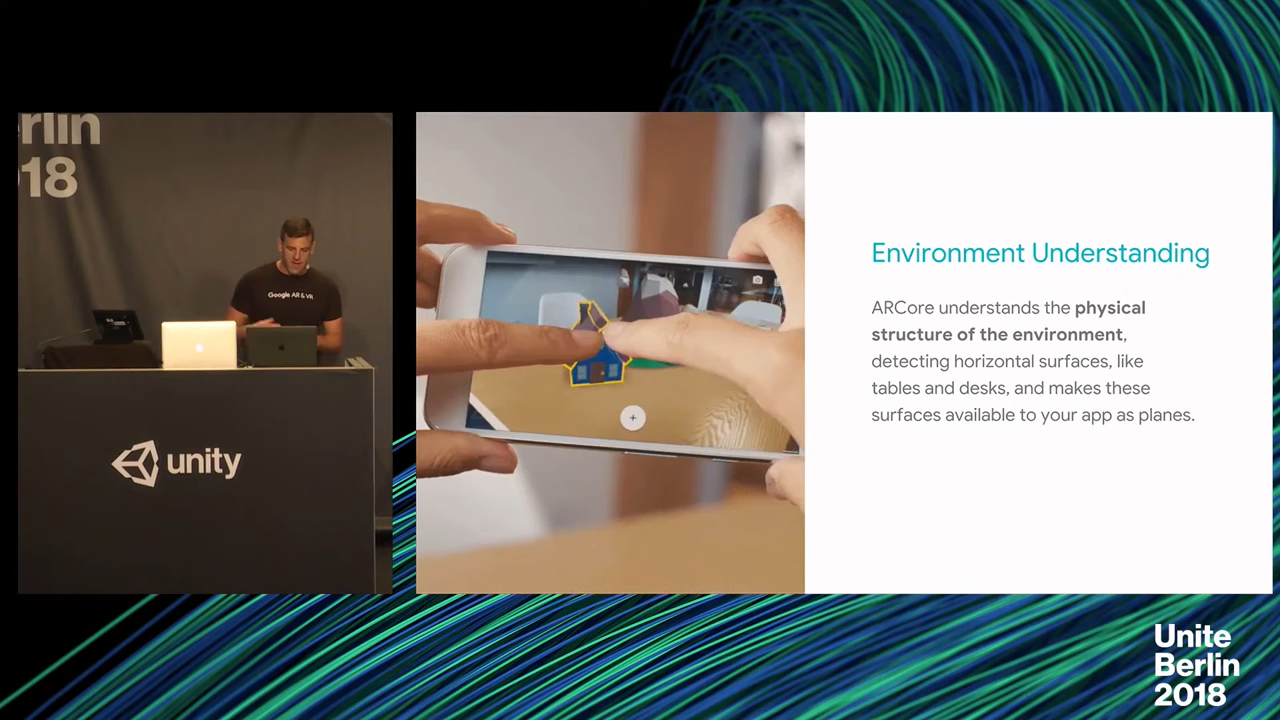 rlin
18
Google AR & VR
unity
Environment Understanding
ARCore understands the physical
structure of the environment,
detecting horizontal surfaces, like
tables and desks, and makes these
surfaces available to your app as planes.
Unite
Berlin
2018